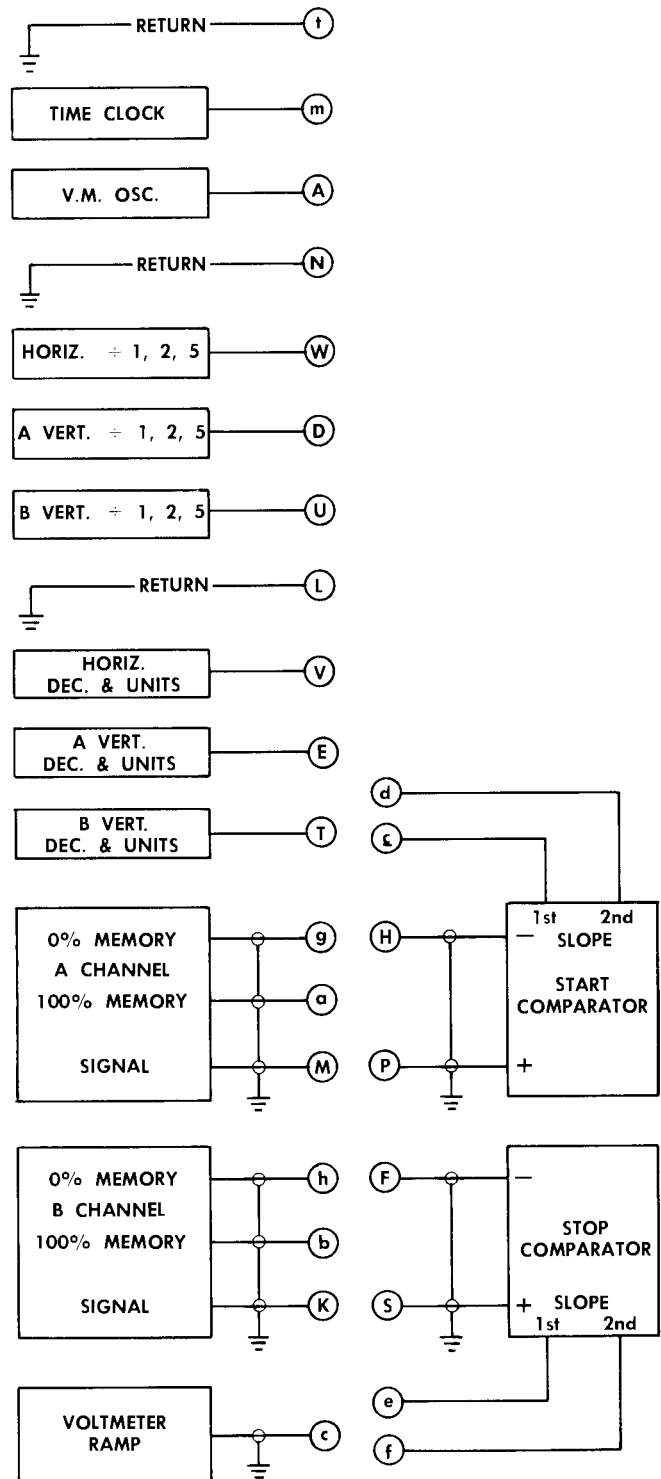 RETURN t
TIME CLOCK m
V.M. OSC. A
RETURN N
HORIZ. ÷ 1, 2, 5 W
A VERT. ÷ 1, 2, 5 D
B VERT. ÷ 1, 2, 5 U
RETURN L
HORIZ.
DEC. & UNITS V
A VERT.
DEC. & UNITS E
B VERT.
DEC. & UNITS T
0% MEMORY g
A CHANNEL
100% MEMORY a
SIGNAL M
d
c
1st 2nd
H − SLOPE
START
COMPARATOR
P +
0% MEMORY h
B CHANNEL
100% MEMORY b
SIGNAL K
F −
STOP
COMPARATOR
S + SLOPE
1st 2nd
e
f
VOLTMETER
RAMP c